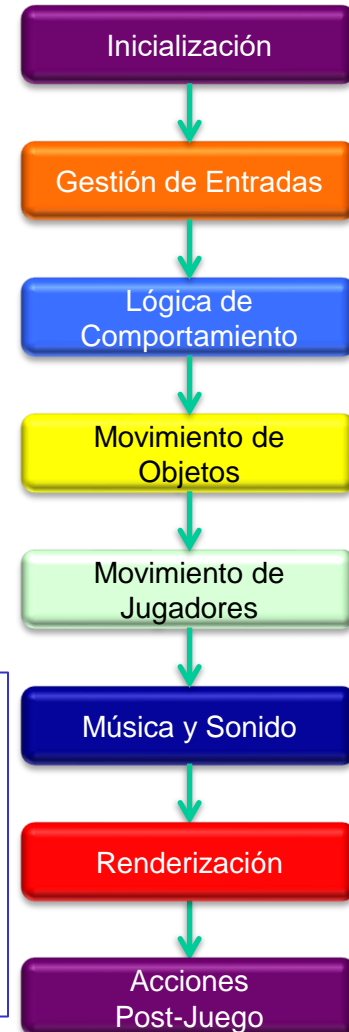 Inicialización
Gestión de Entradas
Lógica de
Comportamiento
Movimiento de
Objetos
Movimiento de
Jugadores
Música y Sonido
Renderización
Acciones
Post-Juego